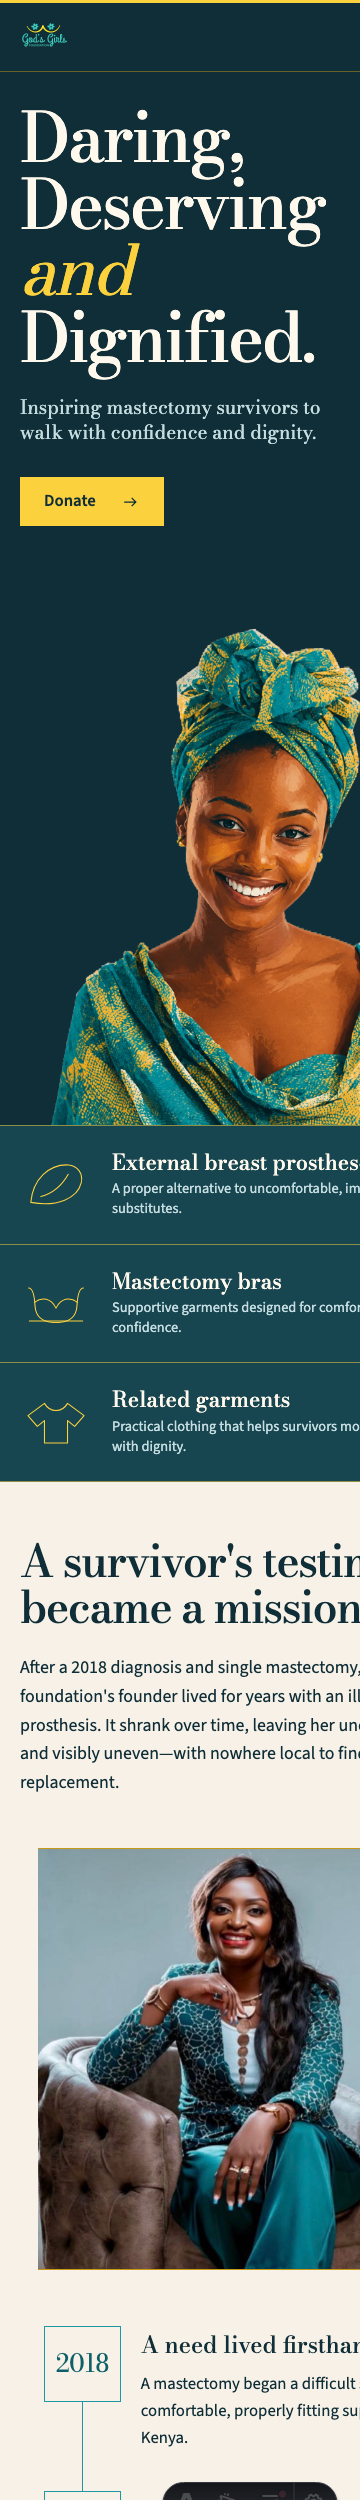 God's Girls
Daring,
Deserving
and
Dignified.
Inspiring mastectomy survivors to
walk with confidence and dignity.
Donate →
External breast prosthes
A proper alternative to uncomfortable, im
substitutes.
Mastectomy bras
Supportive garments designed for comfor
confidence.
Related garments
Practical clothing that helps survivors mo
with dignity.
A survivor's testim
became a mission
After a 2018 diagnosis and single mastectomy,
foundation's founder lived for years with an ill
prosthesis. It shrank over time, leaving her un
and visibly uneven—with nowhere local to find
replacement.
2018
A need lived firsthan
A mastectomy began a difficult
comfortable, properly fitting su
Kenya.